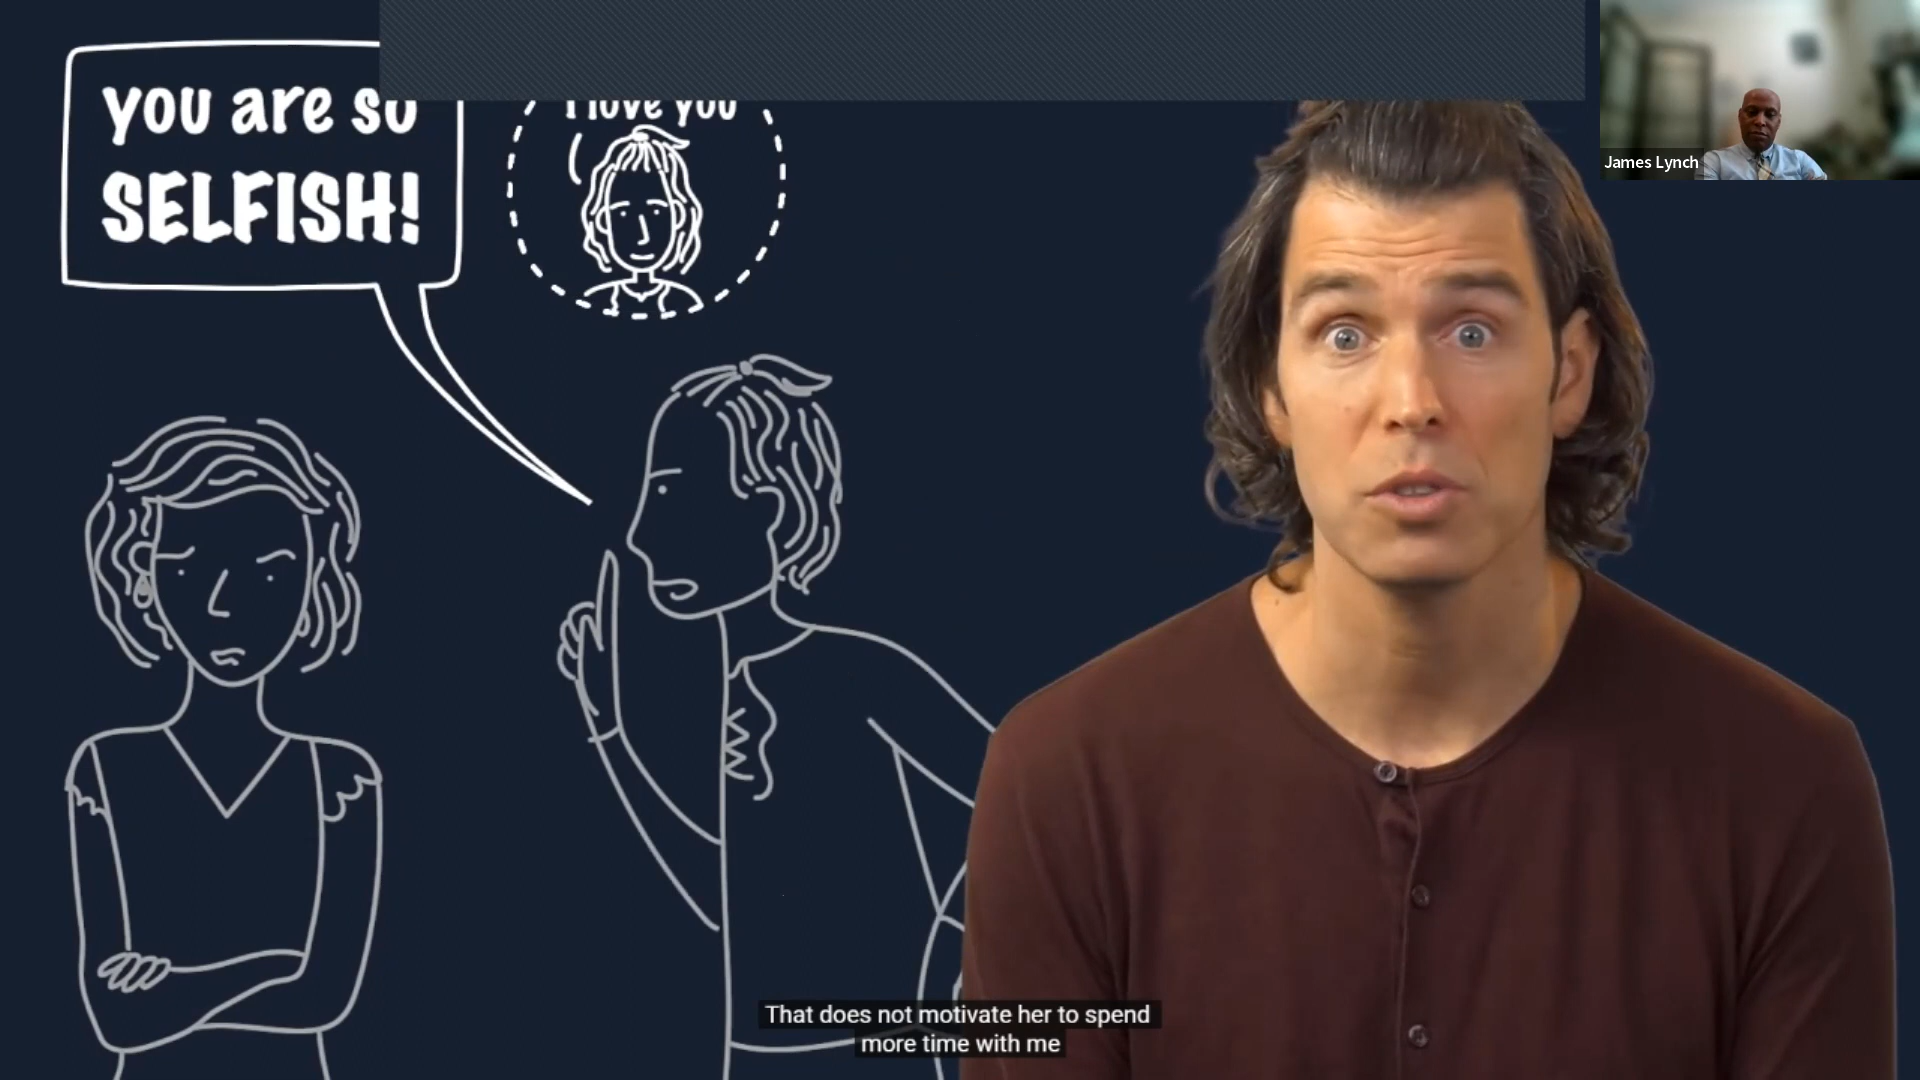 you are so
SELFISH!
I love you
James Lynch
That does not motivate her to spend
more time with me